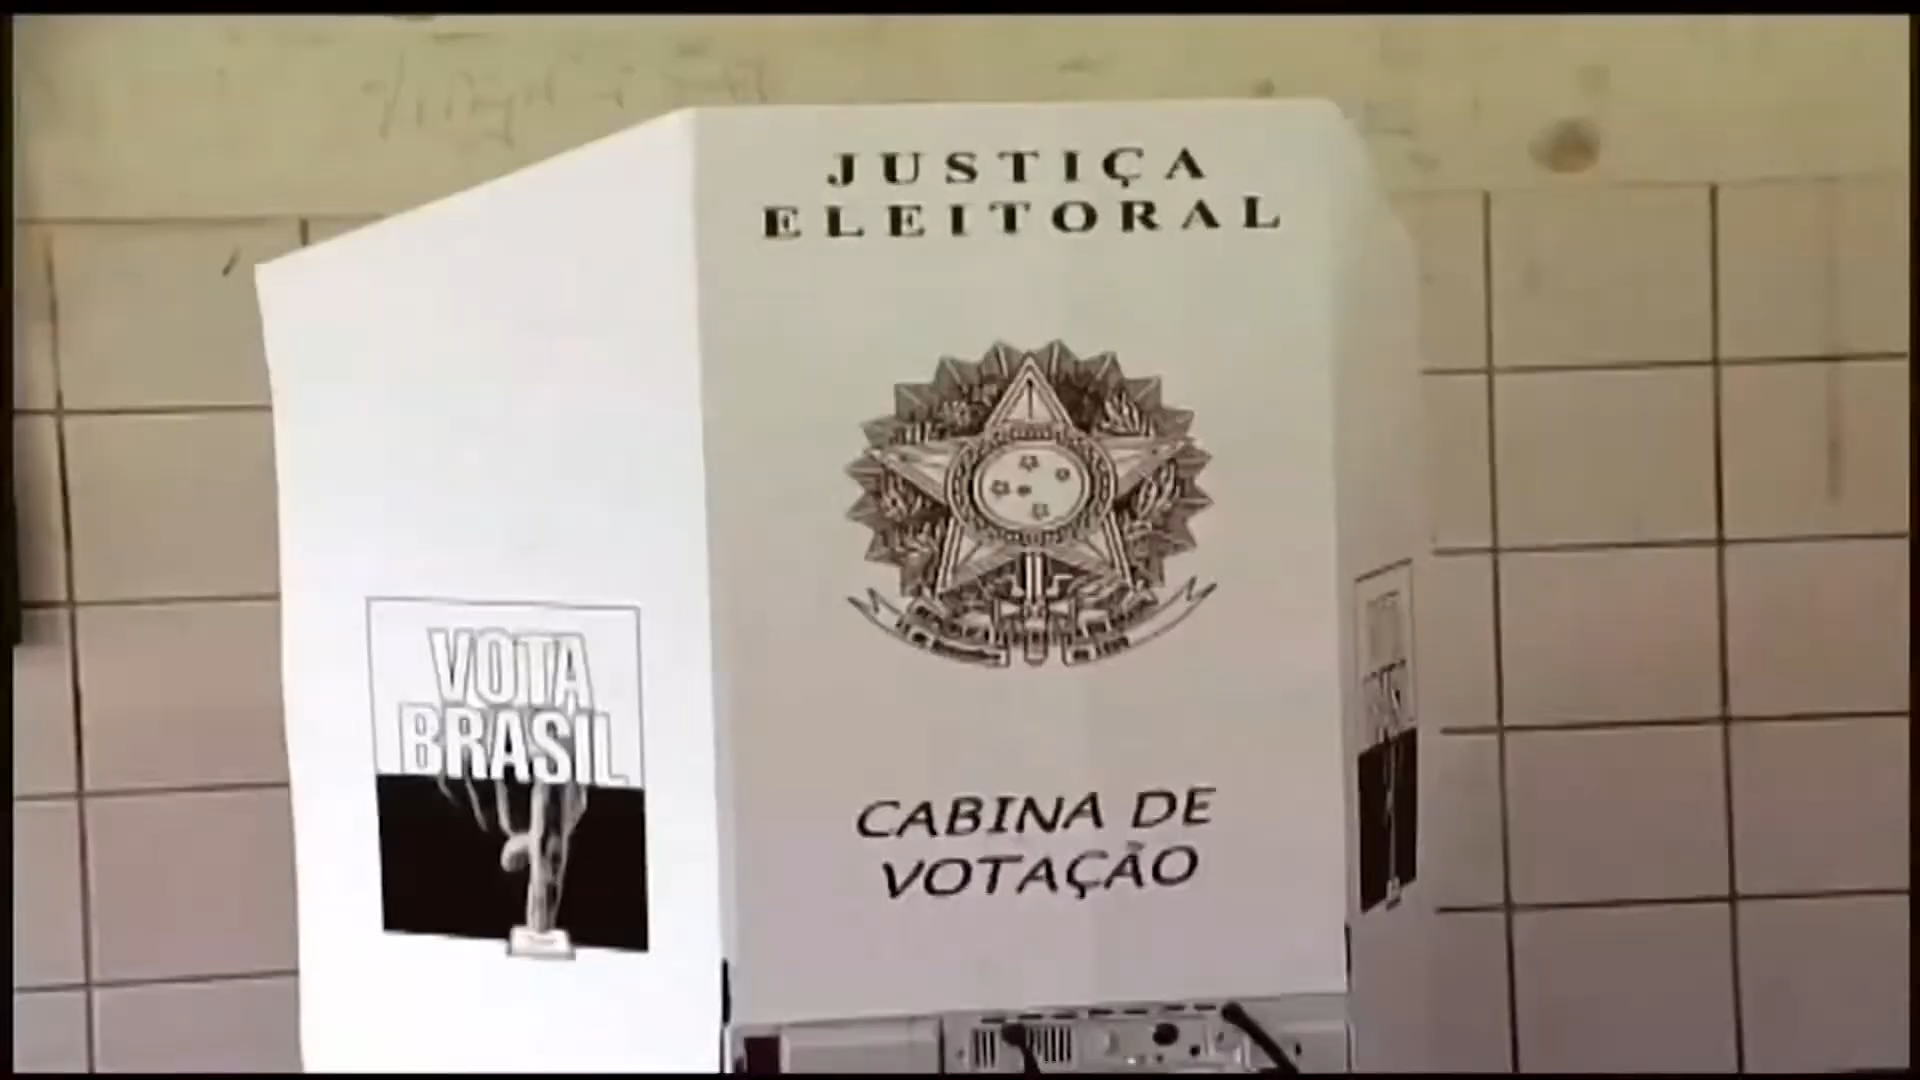 JUSTIÇA
ELEITORAL
VOTA
BRASIL
CABINA DE
VOTAÇÃO